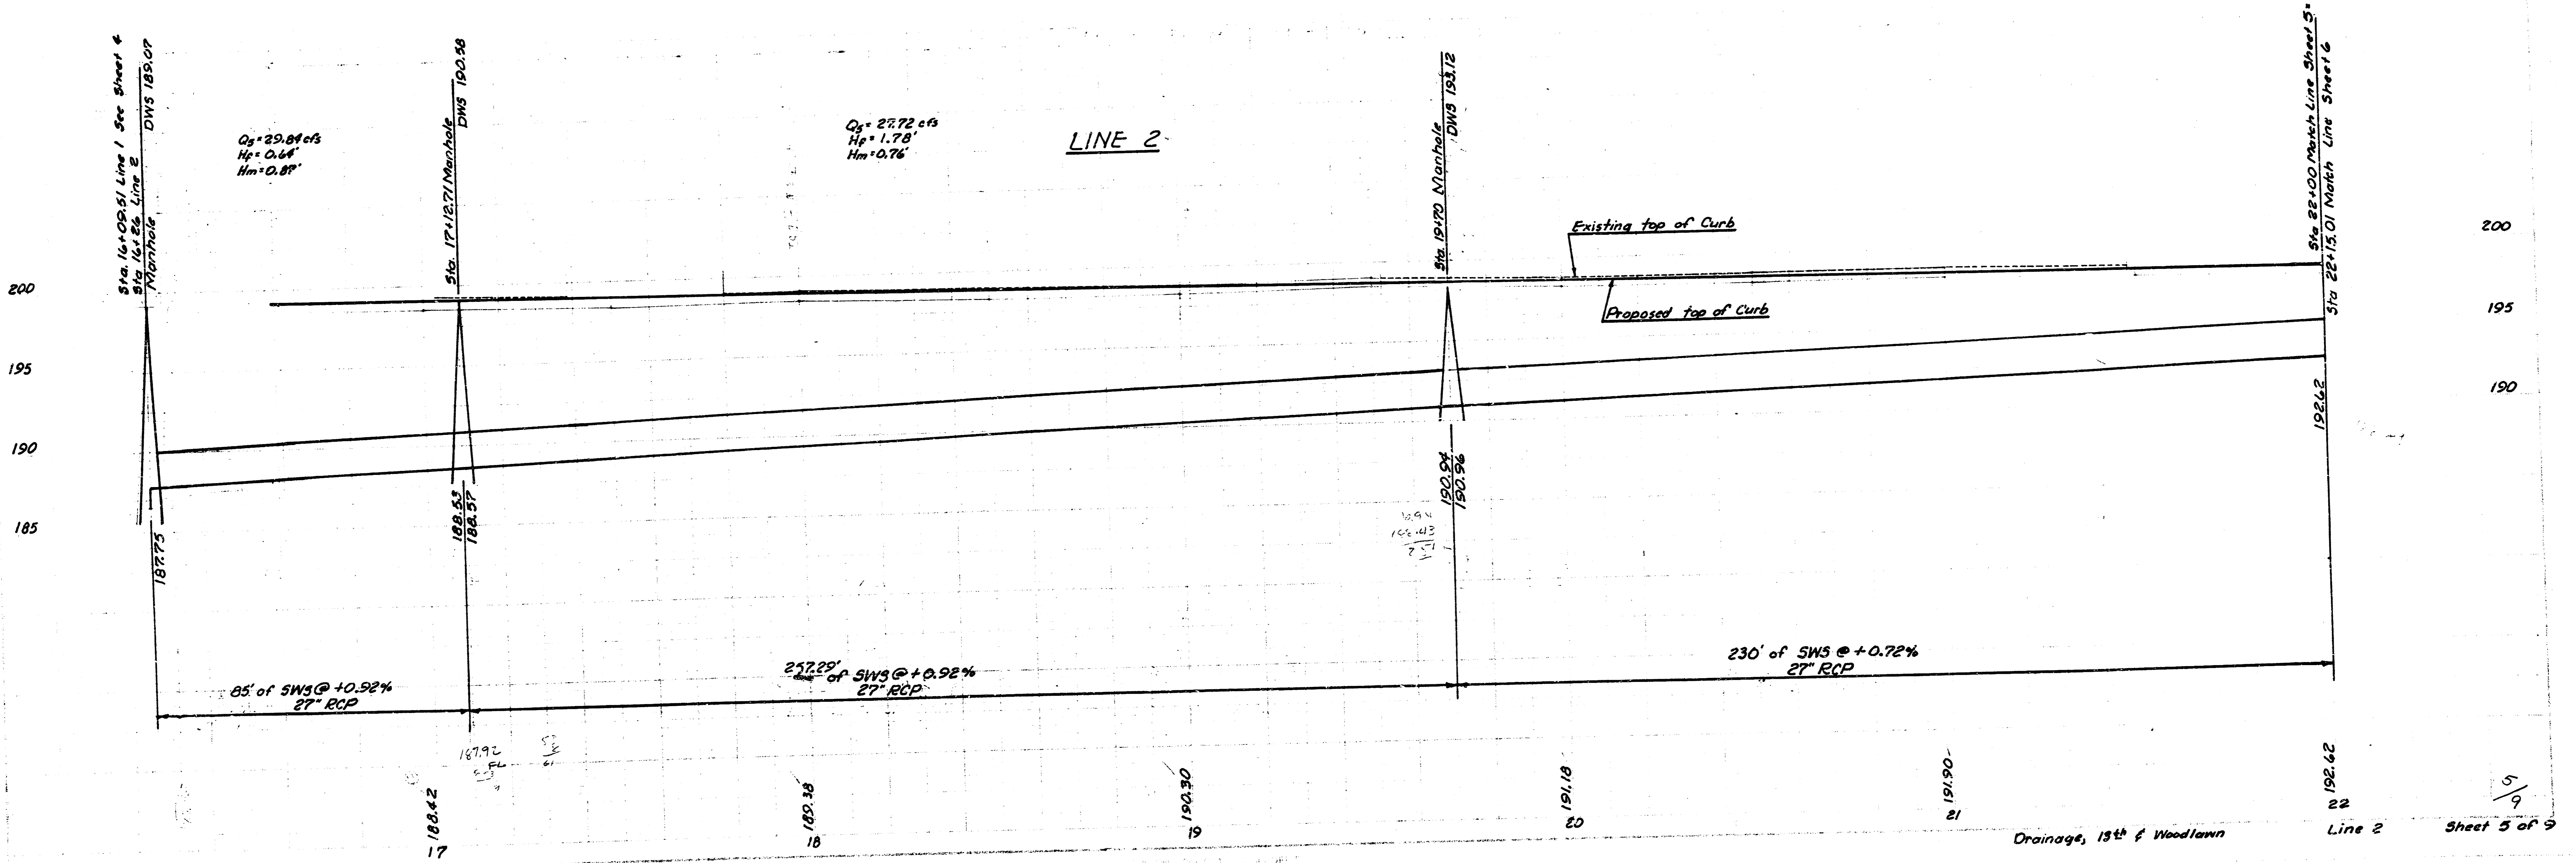 Sta. 16+09.51 Line 1 See Sheet 4
Sta 16+26 Line 2
Manhole
DWS 189.07
Q5=29.84 cfs
Hf= 0.64'
Hm=0.87'
Sta. 17+12.71 Manhole
DWS 190.58
Q5= 27.72 cfs
Hf= 1.78'
Hm=0.76'
LINE 2
Sta. 19+70 Manhole
DWS 193.12
Sta 22+00 Match Line Sheet 5=
Sta 22+15.01 Match Line Sheet 6
Existing top of Curb
Proposed top of Curb
200
195
190
185
200
195
190
187.75
188.53
188.57
190.94
190.96
192.62
85' of SWS @ +0.92%
27" RCP
257.29' of SWS @ +0.92%
27" RCP
230' of SWS @ +0.72%
27" RCP
187.92
FL
188.42
17
189.38
18
190.30
19
191.18
20
191.90
21
192.62
22
5/9
Drainage, 13th & Woodlawn
Line 2
Sheet 5 of 9